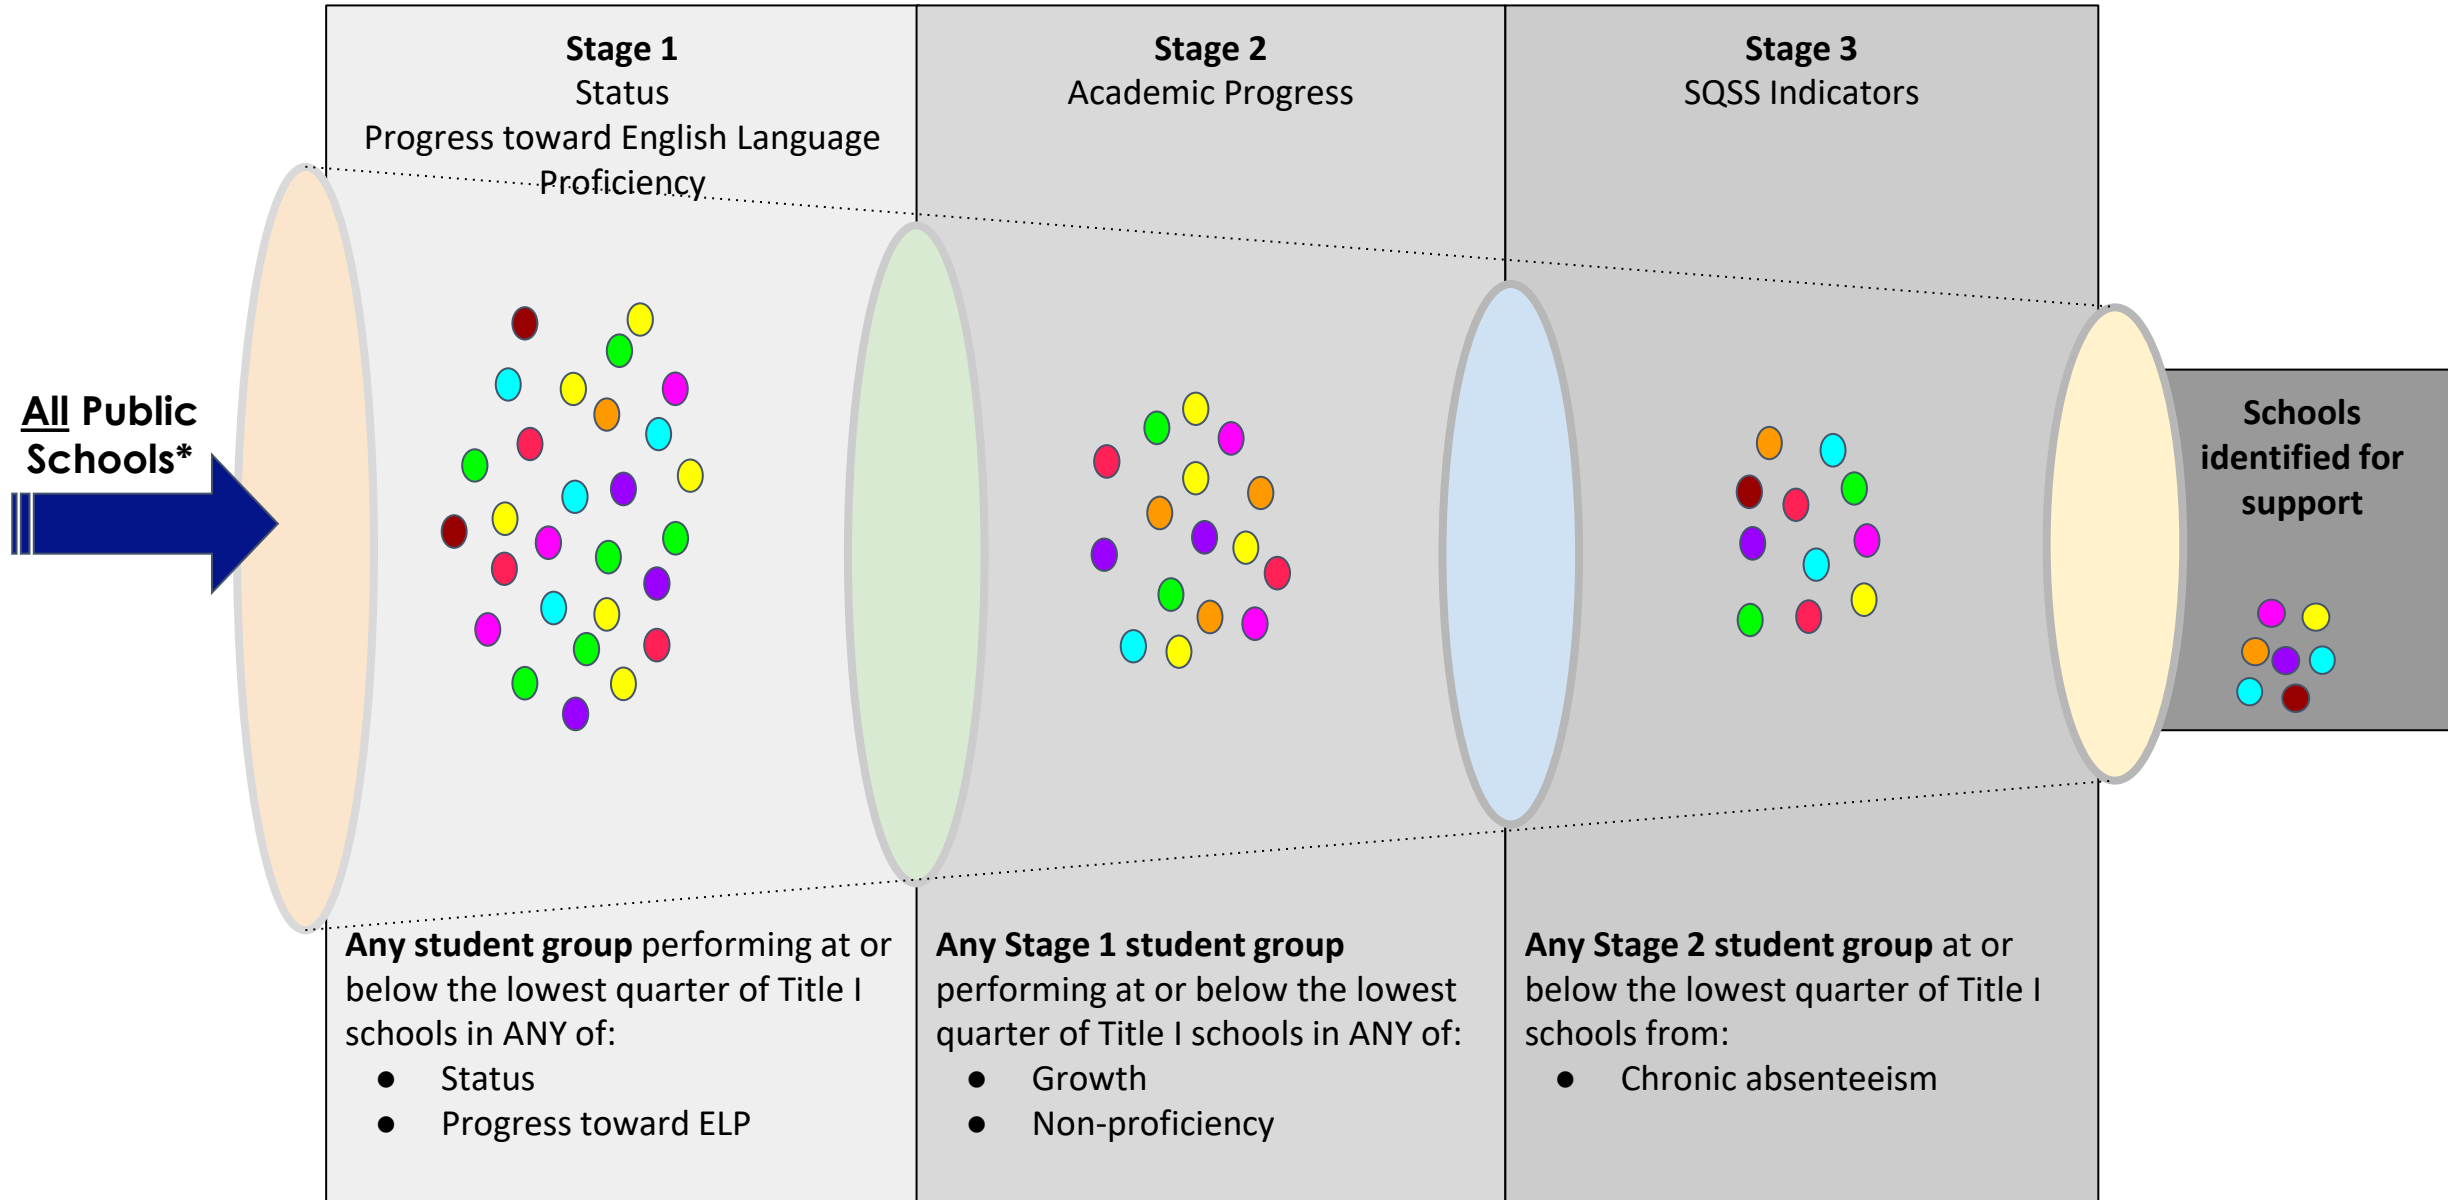 Stage 1
Status
Progress toward English Language
Proficiency
Stage 2
Academic Progress
Stage 3
SQSS Indicators
All Public
Schools*
Schools
identified for
support
Any student group performing at or
below the lowest quarter of Title I
schools in ANY of:
● Status
● Progress toward ELP
Any Stage 1 student group
performing at or below the lowest
quarter of Title I schools in ANY of:
● Growth
● Non-proficiency
Any Stage 2 student group at or
below the lowest quarter of Title I
schools from:
● Chronic absenteeism